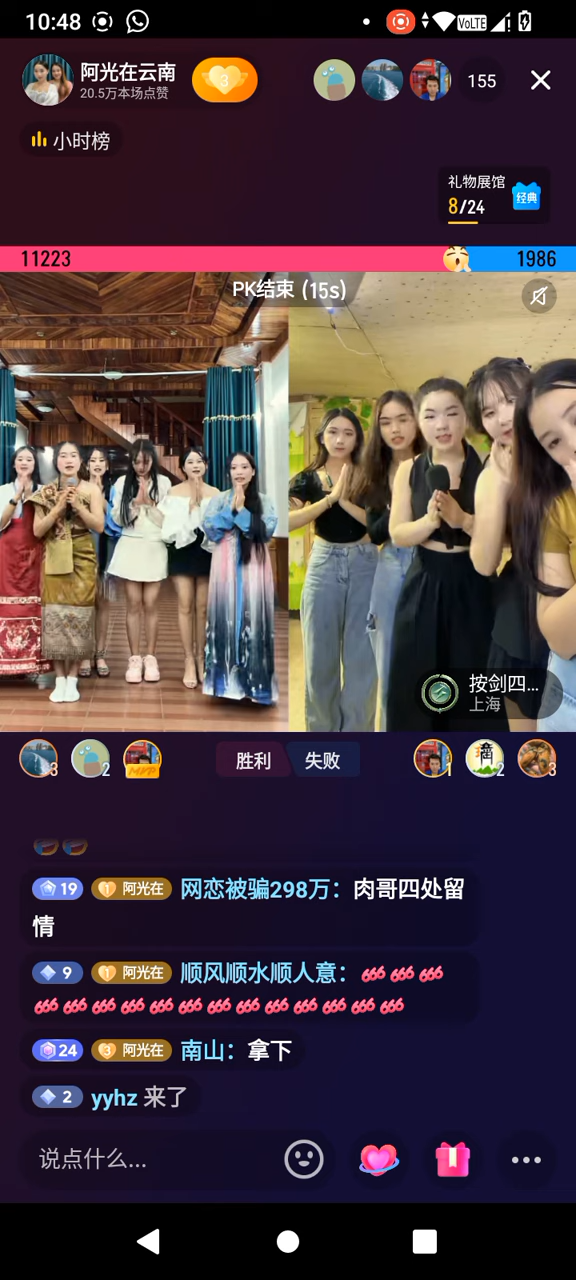 10:48
VoLTE
阿光在云南
20.5万本场点赞
3
155
小时榜
礼物展馆
8/24
经典
11223
1986
PK结束 (15s)
按剑四...
上海
3
2
胜利
失败
1
2
3
19 1 阿光在 网恋被骗298万：肉哥四处留
情
9 1 阿光在 顺风顺水顺人意：666 666 666
666 666 666 666 666 666 666 666 666 666 666 666 666
24 3 阿光在 南山：拿下
2 yyhz 来了
说点什么...